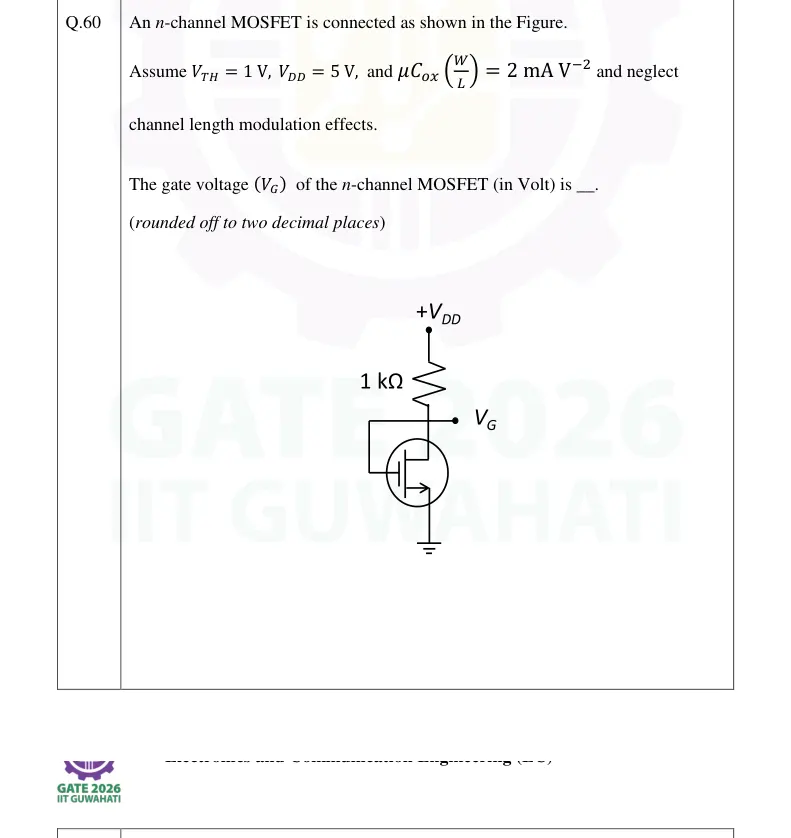 Q.60 An n-channel MOSFET is connected as shown in the Figure.
Assume V_TH = 1 V, V_DD = 5 V, and μC_ox (W/L) = 2 mA V⁻² and neglect
channel length modulation effects.
The gate voltage (V_G) of the n-channel MOSFET (in Volt) is __.
(rounded off to two decimal places)
+V_DD
1 kΩ
V_G
GATE 2026
IIT GUWAHATI
GATE 2026
IIT GUWAHATI